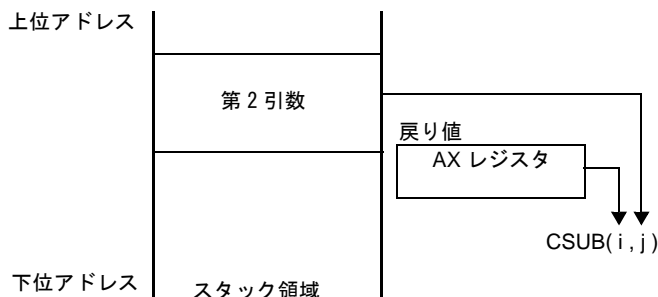 上位アドレス
第2引数
戻り値
AX レジスタ
CSUB( i , j )
下位アドレス
スタック領域